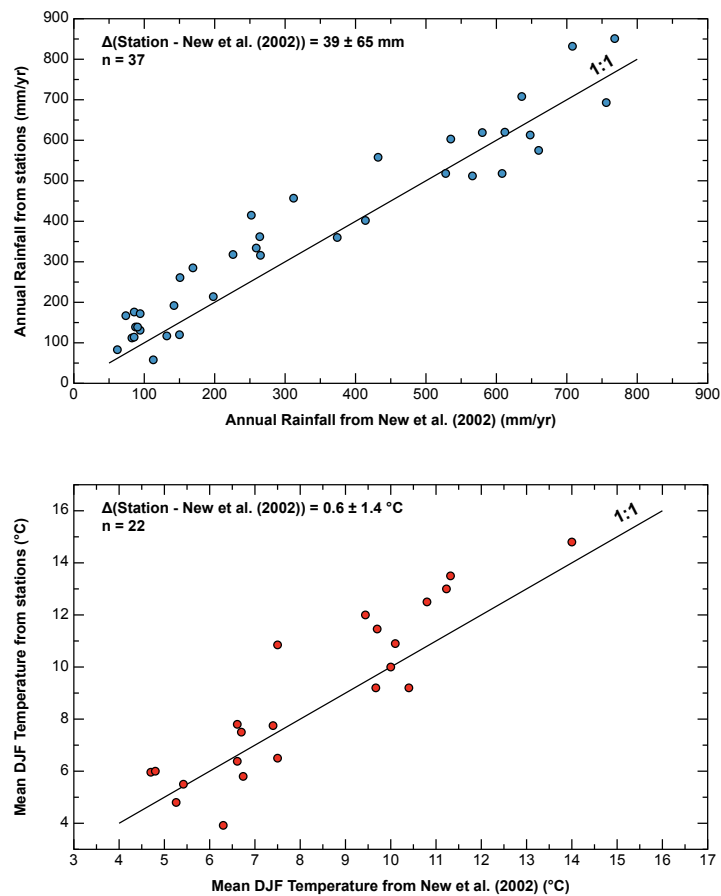 Δ(Station - New et al. (2002)) = 39 ± 65 mm
n = 37
1:1
900
800
700
600
500
400
300
200
100
0
Annual Rainfall from stations (mm/yr)
0 100 200 300 400 500 600 700 800 900
Annual Rainfall from New et al. (2002) (mm/yr)
Δ(Station - New et al. (2002)) = 0.6 ± 1.4 °C
n = 22
1:1
16
14
12
10
8
6
4
Mean DJF Temperature from stations (°C)
3 4 5 6 7 8 9 10 11 12 13 14 15 16 17
Mean DJF Temperature from New et al. (2002) (°C)